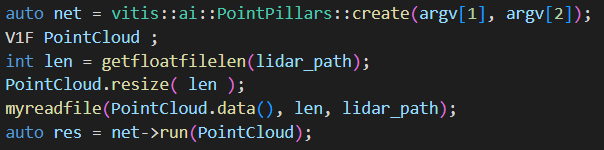 auto net = vitis::ai::PointPillars::create(argv[1], argv[2]);
V1F PointCloud ;
int len = getfloatfilelen(lidar_path);
PointCloud.resize( len );
myreadfile(PointCloud.data(), len, lidar_path);
auto res = net->run(PointCloud);